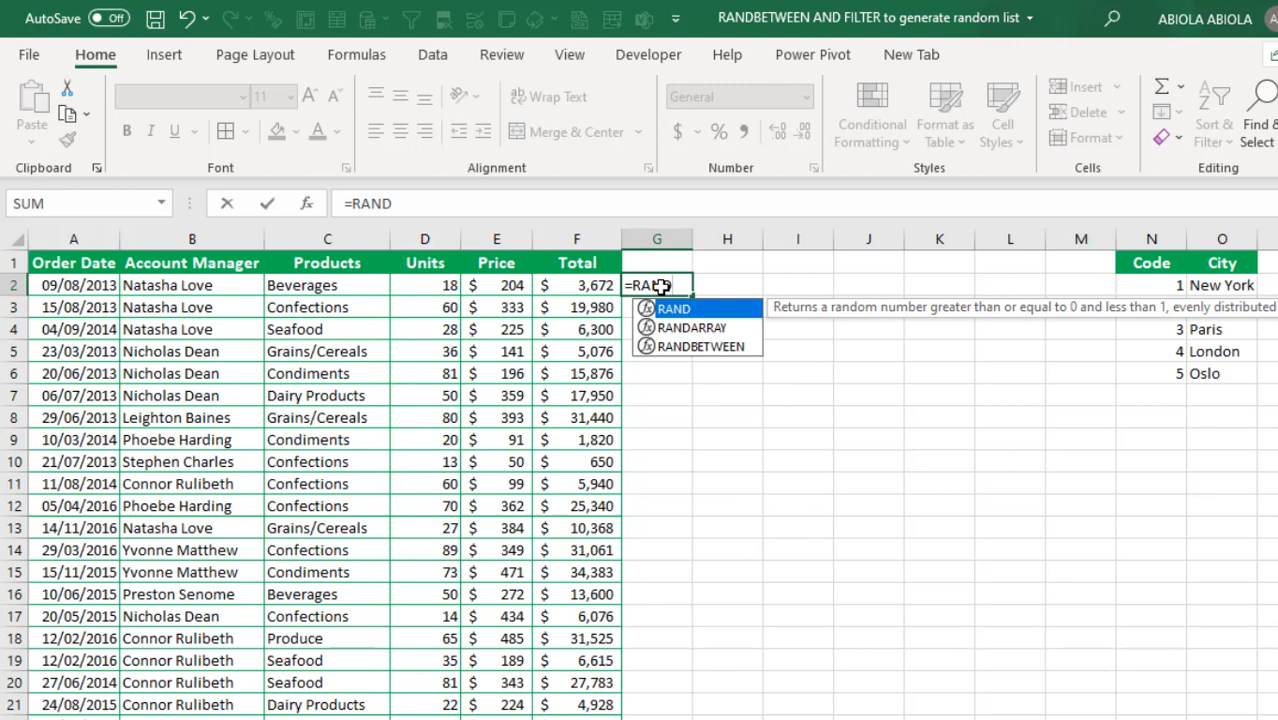 AutoSave Off RANDBETWEEN AND FILTER to generate random list ABIOLA ABIOLA
File Home Insert Page Layout Formulas Data Review View Developer Help Power Pivot New Tab
Paste 11 A A Wrap Text General Conditional Formatting Format as Table Cell Styles Insert Delete Format Sort & Filter Find & Select
B I U A Merge & Center $ %
Clipboard Font Alignment Number Styles Cells Editing
SUM fx =RAND
A B C D E F G H I J K L M N O
1 Order Date Account Manager Products Units Price Total Code City
2 09/08/2013 Natasha Love Beverages 18 $ 204 $ 3,672 =RAND 1 New York
3 15/08/2013 Natasha Love Confections 60 $ 333 $ 19,980 RAND Returns a random number greater than or equal to 0 and less than 1, evenly distributed
4 04/09/2014 Natasha Love Seafood 28 $ 225 $ 6,300 RANDARRAY 3 Paris
5 23/03/2013 Nicholas Dean Grains/Cereals 36 $ 141 $ 5,076 RANDBETWEEN 4 London
6 20/06/2013 Nicholas Dean Condiments 81 $ 196 $ 15,876 5 Oslo
7 06/07/2013 Nicholas Dean Dairy Products 50 $ 359 $ 17,950
8 29/06/2013 Leighton Baines Grains/Cereals 80 $ 393 $ 31,440
9 10/03/2014 Phoebe Harding Condiments 20 $ 91 $ 1,820
10 21/07/2013 Stephen Charles Confections 13 $ 50 $ 650
11 11/08/2014 Connor Rulibeth Confections 60 $ 99 $ 5,940
12 05/04/2016 Phoebe Harding Confections 70 $ 362 $ 25,340
13 14/11/2016 Natasha Love Grains/Cereals 27 $ 384 $ 10,368
14 29/03/2016 Yvonne Matthew Confections 89 $ 349 $ 31,061
15 15/11/2015 Yvonne Matthew Condiments 73 $ 471 $ 34,383
16 10/06/2015 Preston Senome Beverages 50 $ 272 $ 13,600
17 20/05/2015 Nicholas Dean Confections 14 $ 434 $ 6,076
18 12/02/2016 Connor Rulibeth Produce 65 $ 485 $ 31,525
19 12/02/2016 Connor Rulibeth Seafood 35 $ 189 $ 6,615
20 27/06/2014 Connor Rulibeth Seafood 81 $ 343 $ 27,783
21 24/08/2015 Connor Rulibeth Dairy Products 22 $ 224 $ 4,928